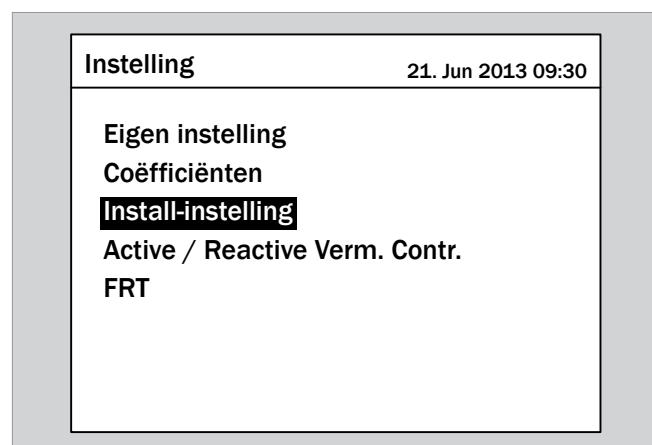 Instelling 21. Jun 2013 09:30
Eigen instelling
Coëfficiënten
Install-instelling
Active / Reactive Verm. Contr.
FRT